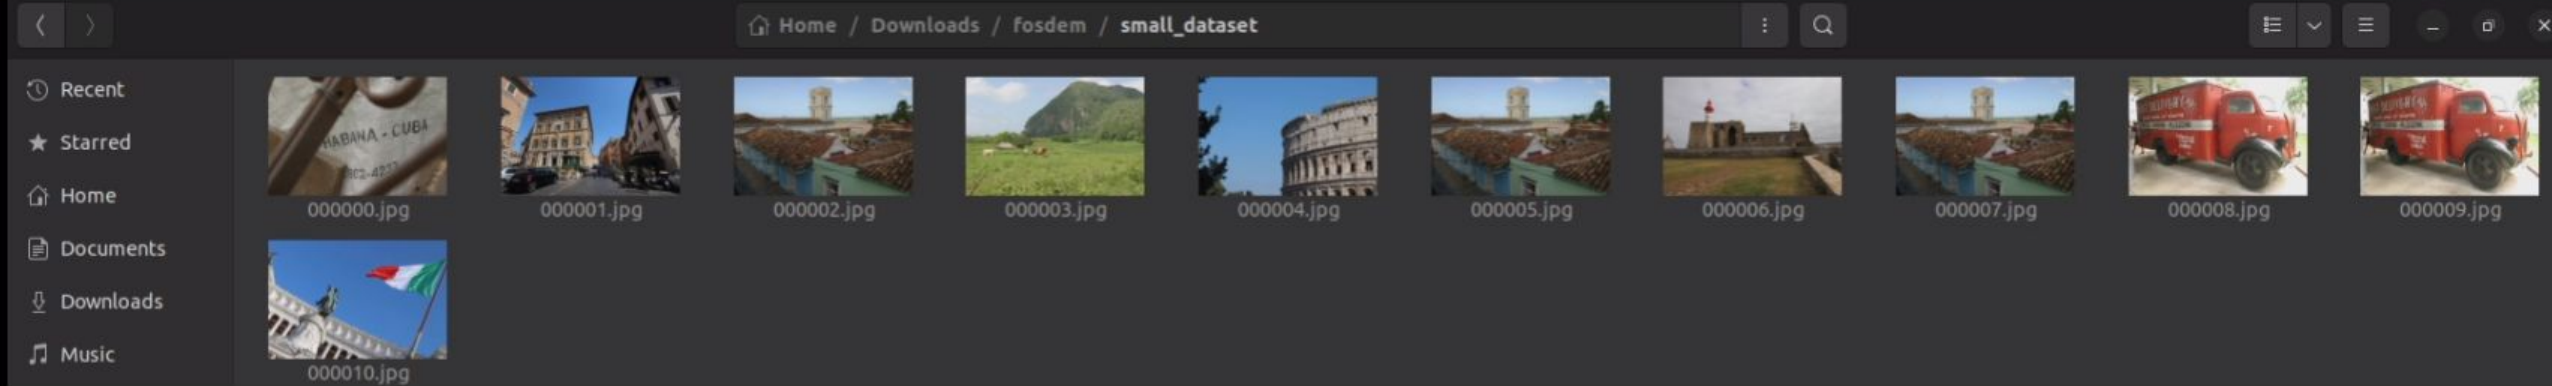 Home / Downloads / fosdem / small_dataset
Recent
Starred
Home
Documents
Downloads
Music
HABANA - CUBA
000000.jpg
000001.jpg
000002.jpg
000003.jpg
000004.jpg
000005.jpg
000006.jpg
000007.jpg
000008.jpg
000009.jpg
000010.jpg